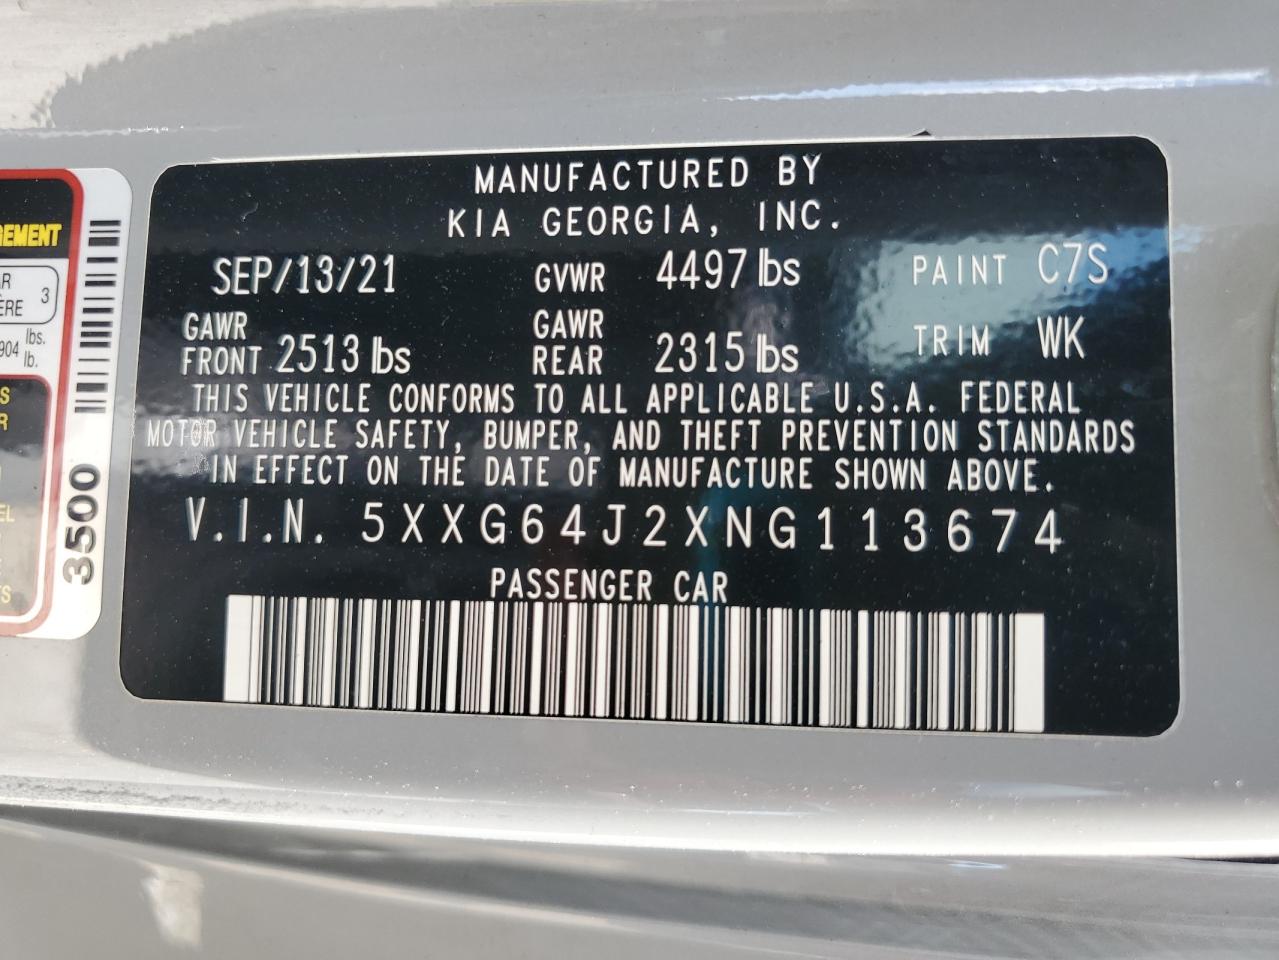 MANUFACTURED BY
KIA GEORGIA, INC.
SEP/13/21 GVWR 4497 lbs PAINT C7S
GAWR FRONT 2513 lbs GAWR REAR 2315 lbs TRIM WK
THIS VEHICLE CONFORMS TO ALL APPLICABLE U.S.A. FEDERAL
MOTOR VEHICLE SAFETY, BUMPER, AND THEFT PREVENTION STANDARDS
IN EFFECT ON THE DATE OF MANUFACTURE SHOWN ABOVE.
V.I.N. 5XXG64J2XNG113674
PASSENGER CAR
3500
3
lbs.
904 lb.